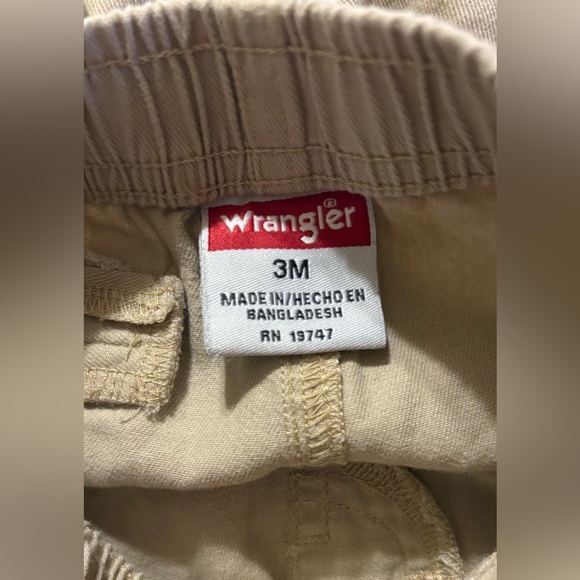 Wrangler®
3M
MADE IN/HECHO EN
BANGLADESH
RN 19747